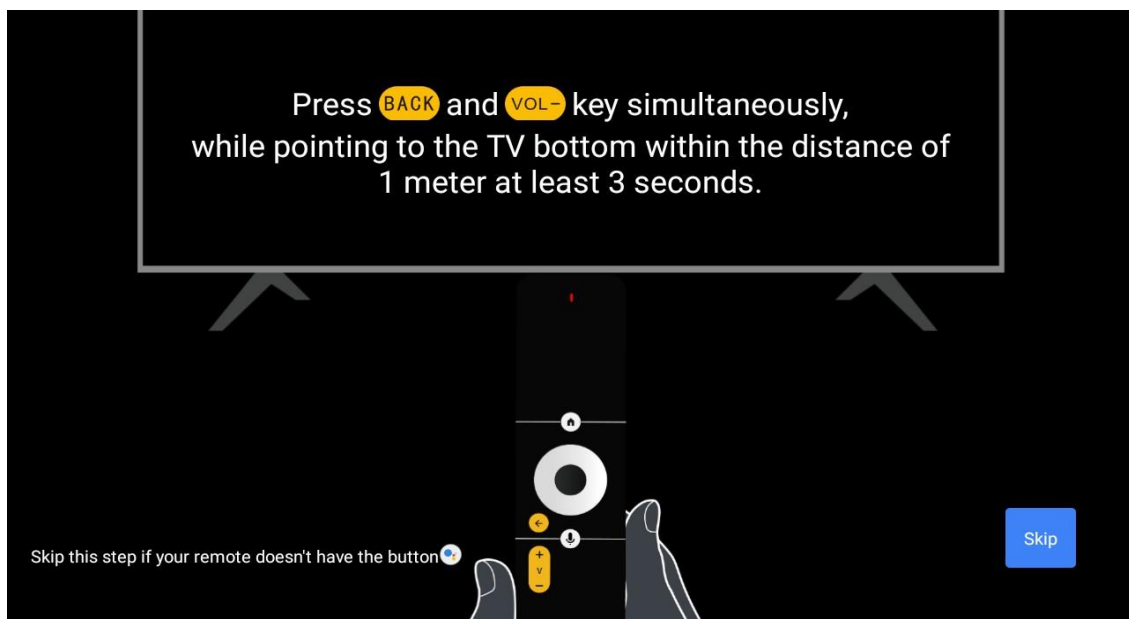 Press BACK and VOL- key simultaneously,
while pointing to the TV bottom within the distance of
1 meter at least 3 seconds.
+
V
-
Skip this step if your remote doesn't have the button
Skip